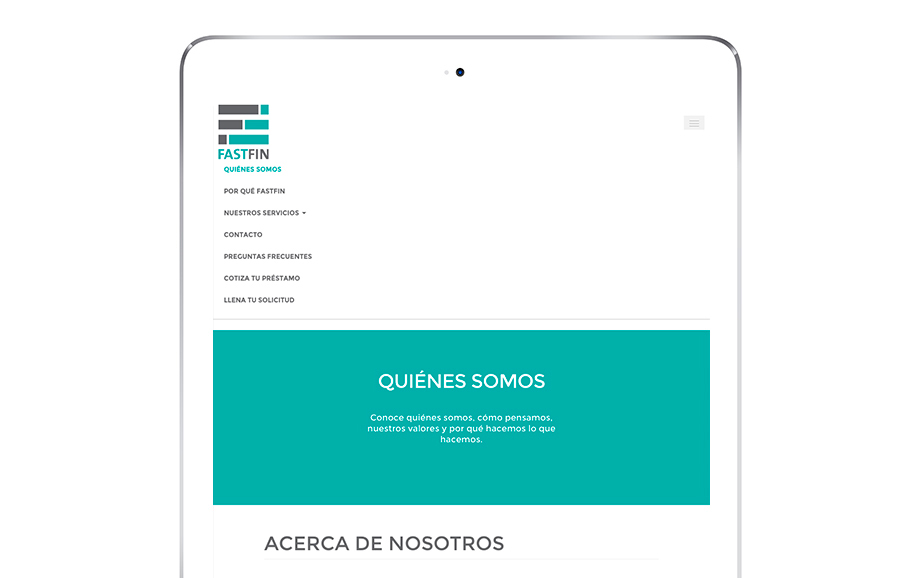 FASTFIN
QUIÉNES SOMOS
POR QUÉ FASTFIN
NUESTROS SERVICIOS
CONTACTO
PREGUNTAS FRECUENTES
COTIZA TU PRÉSTAMO
LLENA TU SOLICITUD
QUIÉNES SOMOS
Conoce quiénes somos, cómo pensamos,
nuestros valores y por qué hacemos lo que
hacemos.
ACERCA DE NOSOTROS